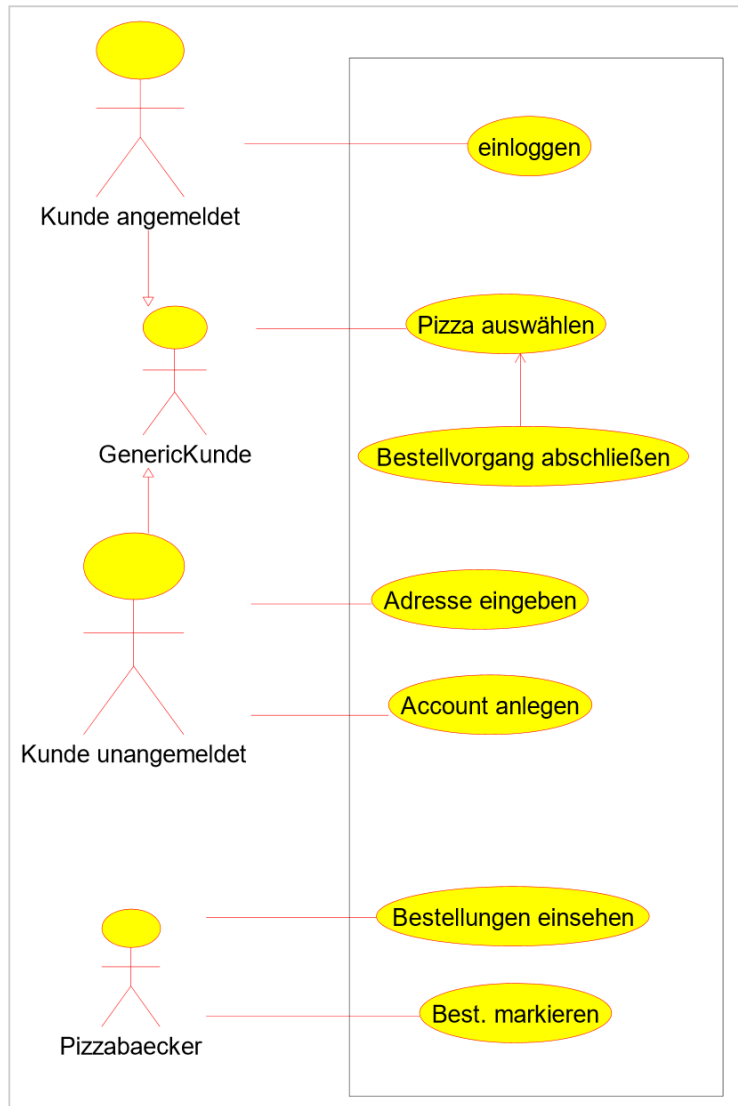 einloggen
Kunde angemeldet
Pizza auswählen
GenericKunde
Bestellvorgang abschließen
Adresse eingeben
Account anlegen
Kunde unangemeldet
Bestellungen einsehen
Best. markieren
Pizzabaecker